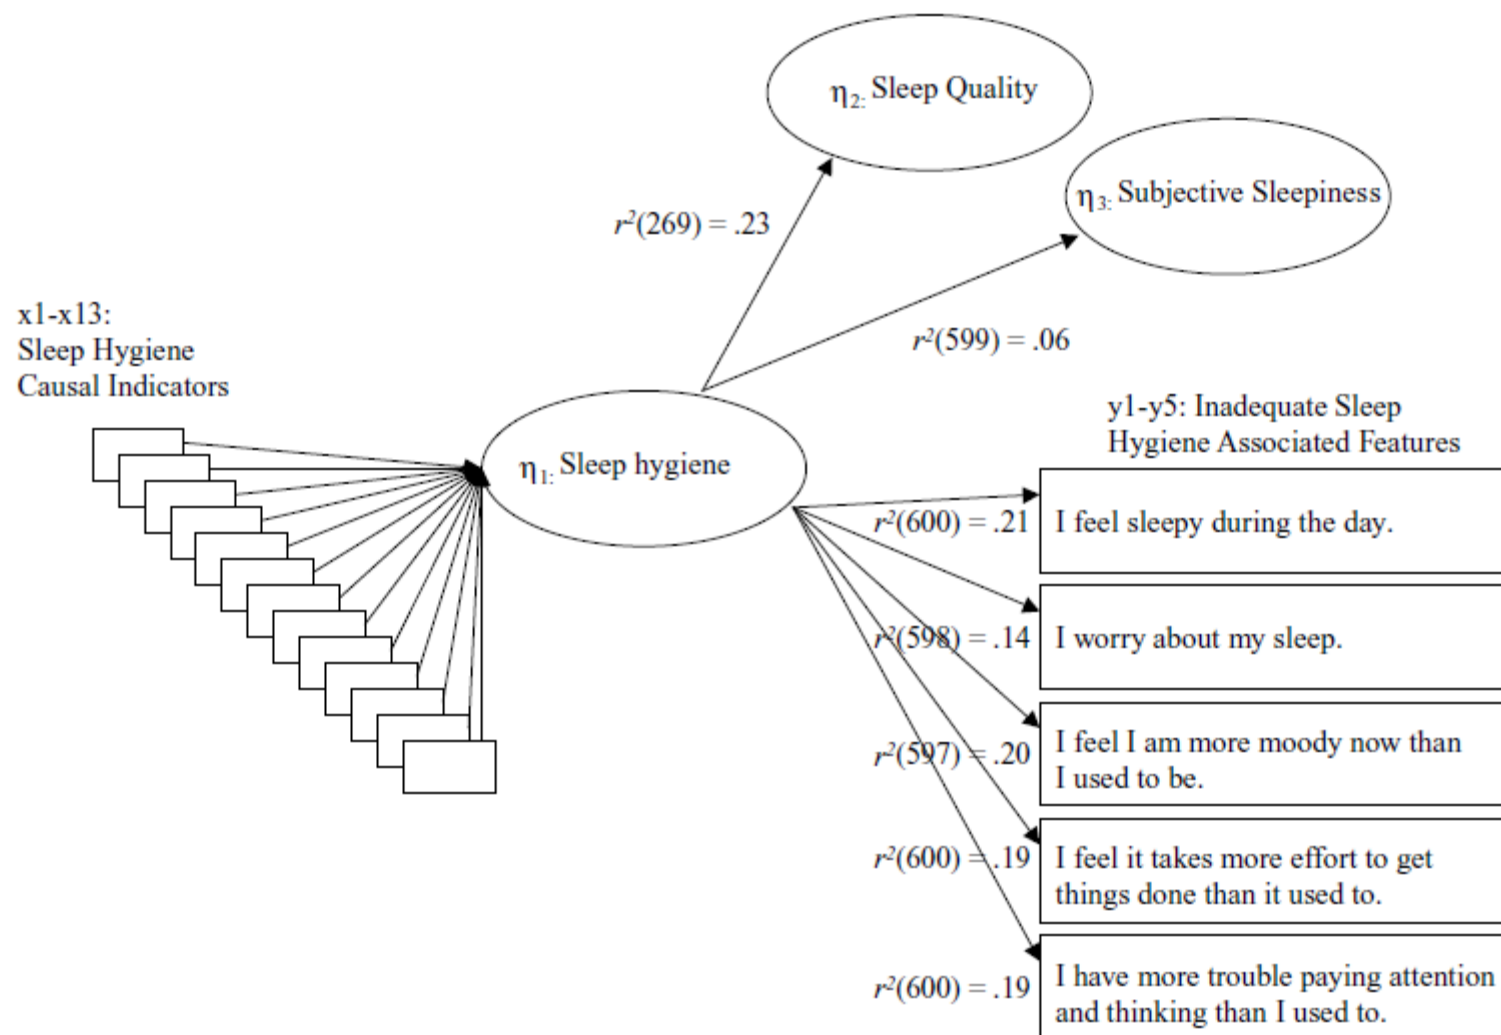 η2: Sleep Quality
η3: Subjective Sleepiness
r²(269) = .23
r²(599) = .06
x1-x13:
Sleep Hygiene
Causal Indicators
η1: Sleep hygiene
y1-y5: Inadequate Sleep
Hygiene Associated Features
r²(600) = .21
I feel sleepy during the day.
r²(598) = .14
I worry about my sleep.
r²(597) = .20
I feel I am more moody now than
I used to be.
r²(600) = .19
I feel it takes more effort to get
things done than it used to.
r²(600) = .19
I have more trouble paying attention
and thinking than I used to.